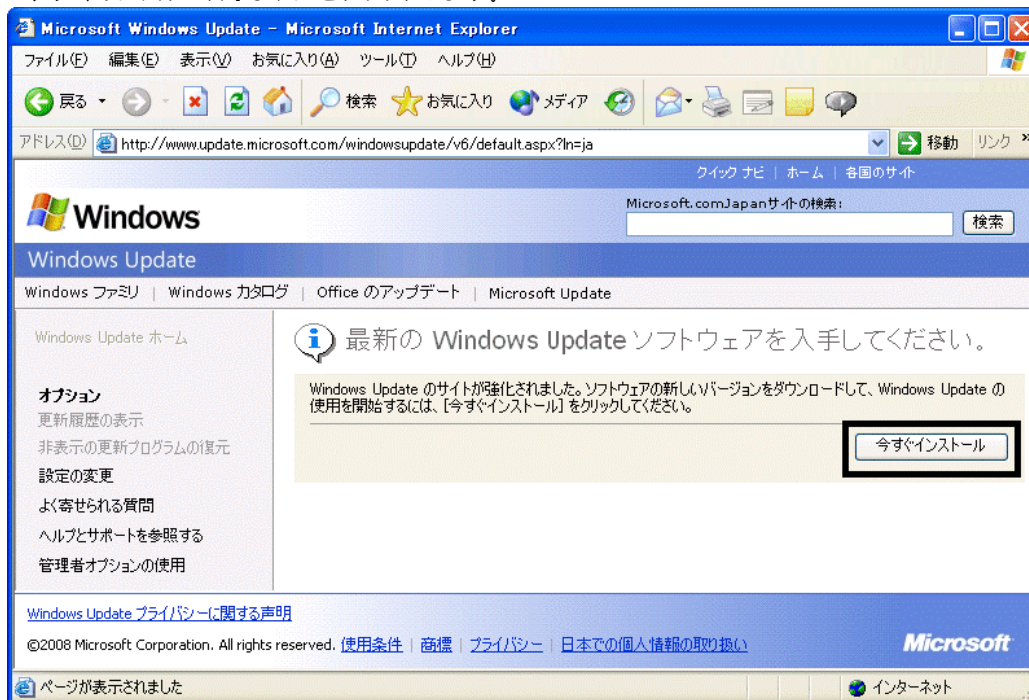 Microsoft Windows Update - Microsoft Internet Explorer
ファイル(F) 編集(E) 表示(V) お気に入り(A) ツール(T) ヘルプ(H)
戻る 検索 お気に入り メディア
アドレス(D) http://www.update.microsoft.com/windowsupdate/v6/default.aspx?ln=ja 移動 リンク »
クイック ナビ | ホーム | 各国のサイト
Windows
Microsoft.comJapanサイトの検索:
検索
Windows Update
Windows ファミリ | Windows カタログ | Office のアップデート | Microsoft Update
Windows Update ホーム
オプション
更新履歴の表示
非表示の更新プログラムの復元
設定の変更
よく寄せられる質問
ヘルプとサポートを参照する
管理者オプションの使用
最新の Windows Update ソフトウェアを入手してください。
Windows Update のサイトが強化されました。ソフトウェアの新しいバージョンをダウンロードして、Windows Update の
使用を開始するには、[今すぐインストール] をクリックしてください。
今すぐインストール
Windows Update プライバシーに関する声明
©2008 Microsoft Corporation. All rights reserved. 使用条件 | 商標 | プライバシー | 日本での個人情報の取り扱い
Microsoft
ページが表示されました インターネット